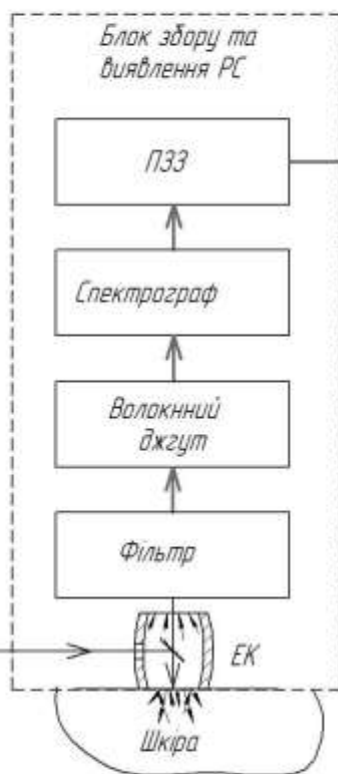 Блок збору та
виявлення РС
ПЗЗ
Спектрограф
Волокнний
джгут
Фільтр
ЕК
Шкіра